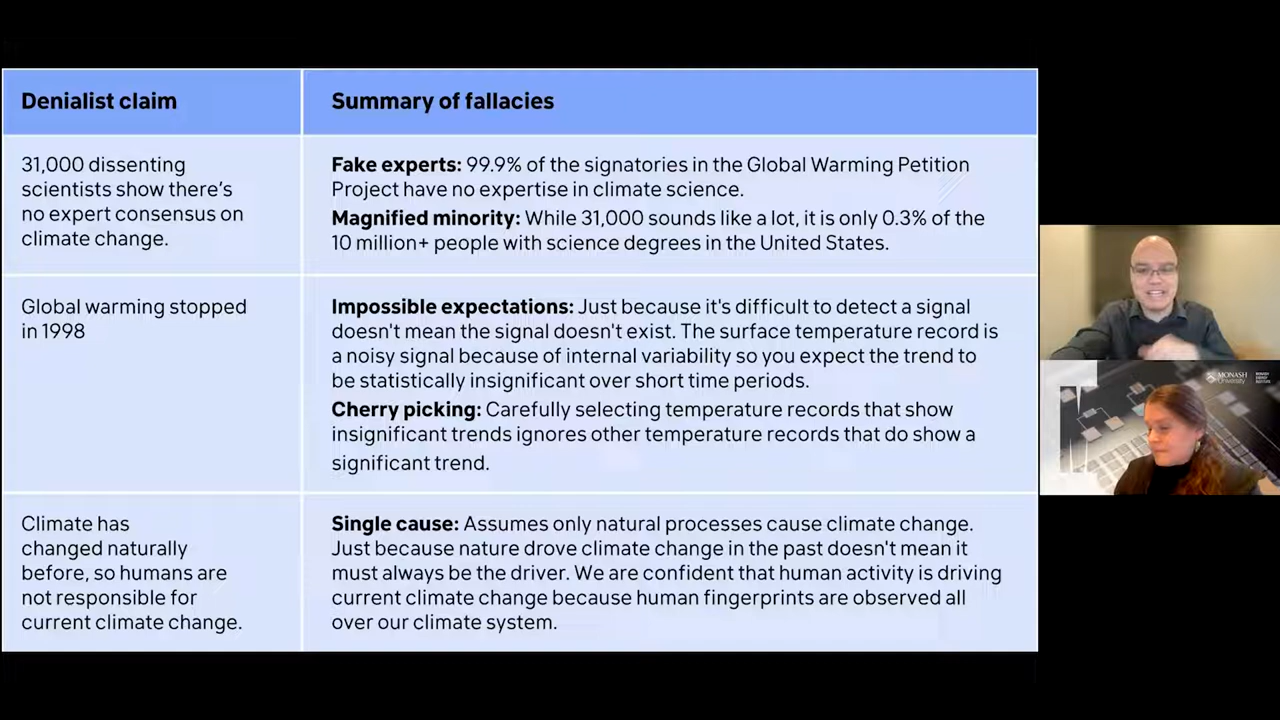 Denialist claim
Summary of fallacies
31,000 dissenting
scientists show there's
no expert consensus on
climate change.
Fake experts: 99.9% of the signatories in the Global Warming Petition
Project have no expertise in climate science.
Magnified minority: While 31,000 sounds like a lot, it is only 0.3% of the
10 million+ people with science degrees in the United States.
Global warming stopped
in 1998
Impossible expectations: Just because it's difficult to detect a signal
doesn't mean the signal doesn't exist. The surface temperature record is
a noisy signal because of internal variability so you expect the trend to
be statistically insignificant over short time periods.
Cherry picking: Carefully selecting temperature records that show
insignificant trends ignores other temperature records that do show a
significant trend.
Climate has
changed naturally
before, so humans are
not responsible for
current climate change.
Single cause: Assumes only natural processes cause climate change.
Just because nature drove climate change in the past doesn't mean it
must always be the driver. We are confident that human activity is driving
current climate change because human fingerprints are observed all
over our climate system.
MONASH
University